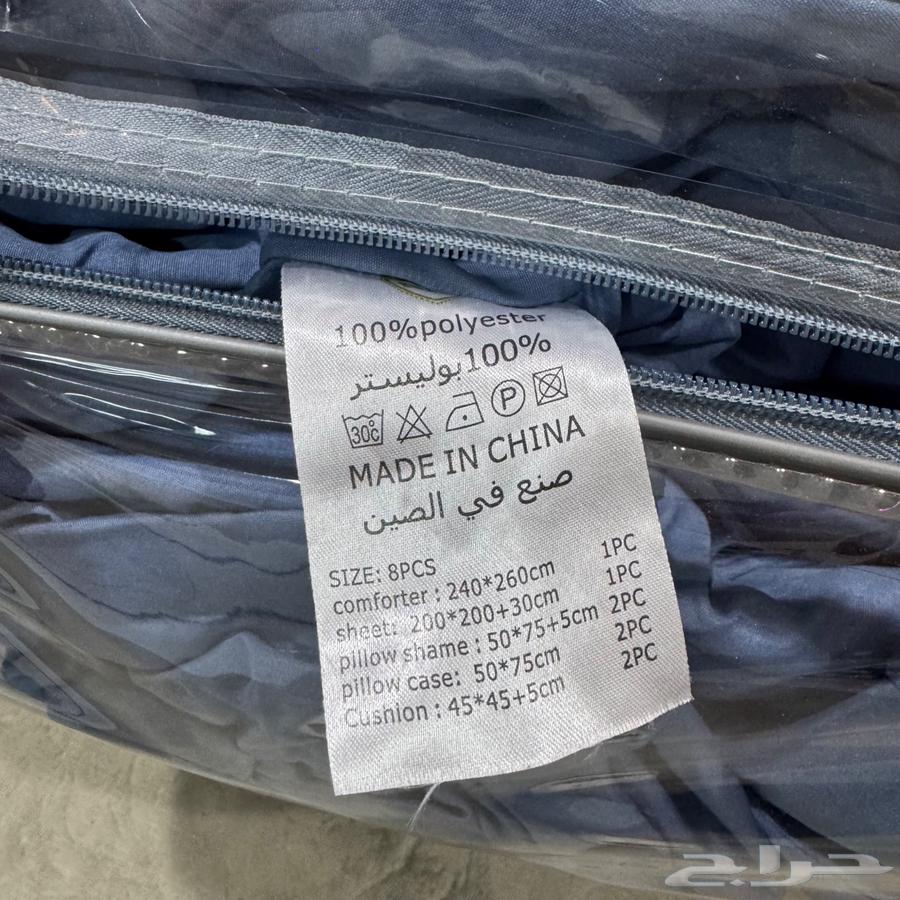 100%polyester
100%بوليستر
30℃ P
MADE IN CHINA
صنع في الصين
SIZE: 8PCS
comforter : 240*260cm 1PC
sheet: 200*200+30cm 1PC
pillow shame : 50*75+5cm 2PC
pillow case: 50*75cm 2PC
Cushion : 45*45+5cm 2PC
حراج